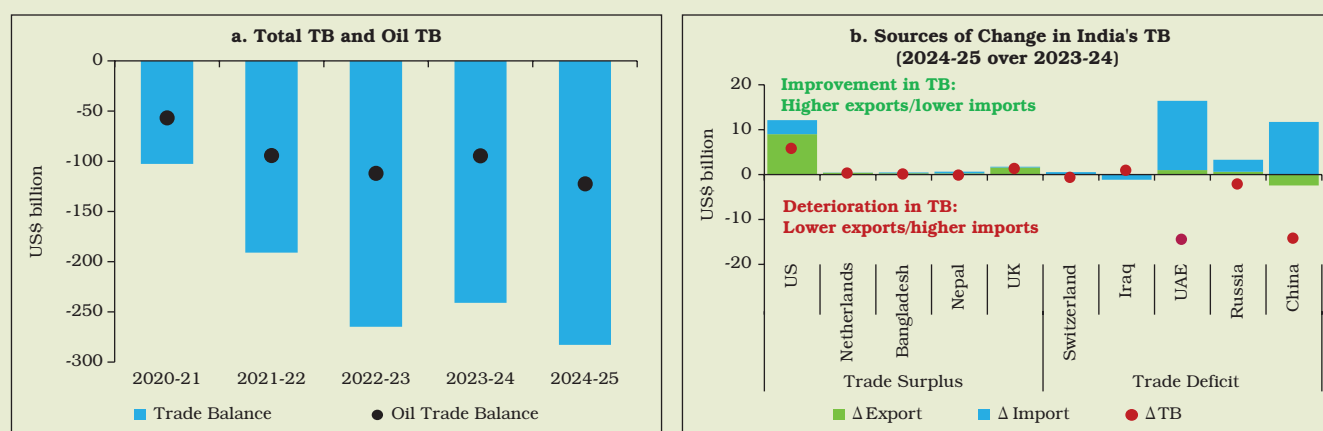 a. Total TB and Oil TB
0
-50
-100
-150
-200
-250
-300
US$ billion
2020-21
2021-22
2022-23
2023-24
2024-25
Trade Balance
Oil Trade Balance
b. Sources of Change in India's TB
(2024-25 over 2023-24)
20
10
0
-10
-20
US$ billion
Improvement in TB:
Higher exports/lower imports
Deterioration in TB:
Lower exports/higher imports
US
Netherlands
Bangladesh
Nepal
UK
Switzerland
Iraq
UAE
Russia
China
Trade Surplus
Trade Deficit
Δ Export
Δ Import
Δ TB